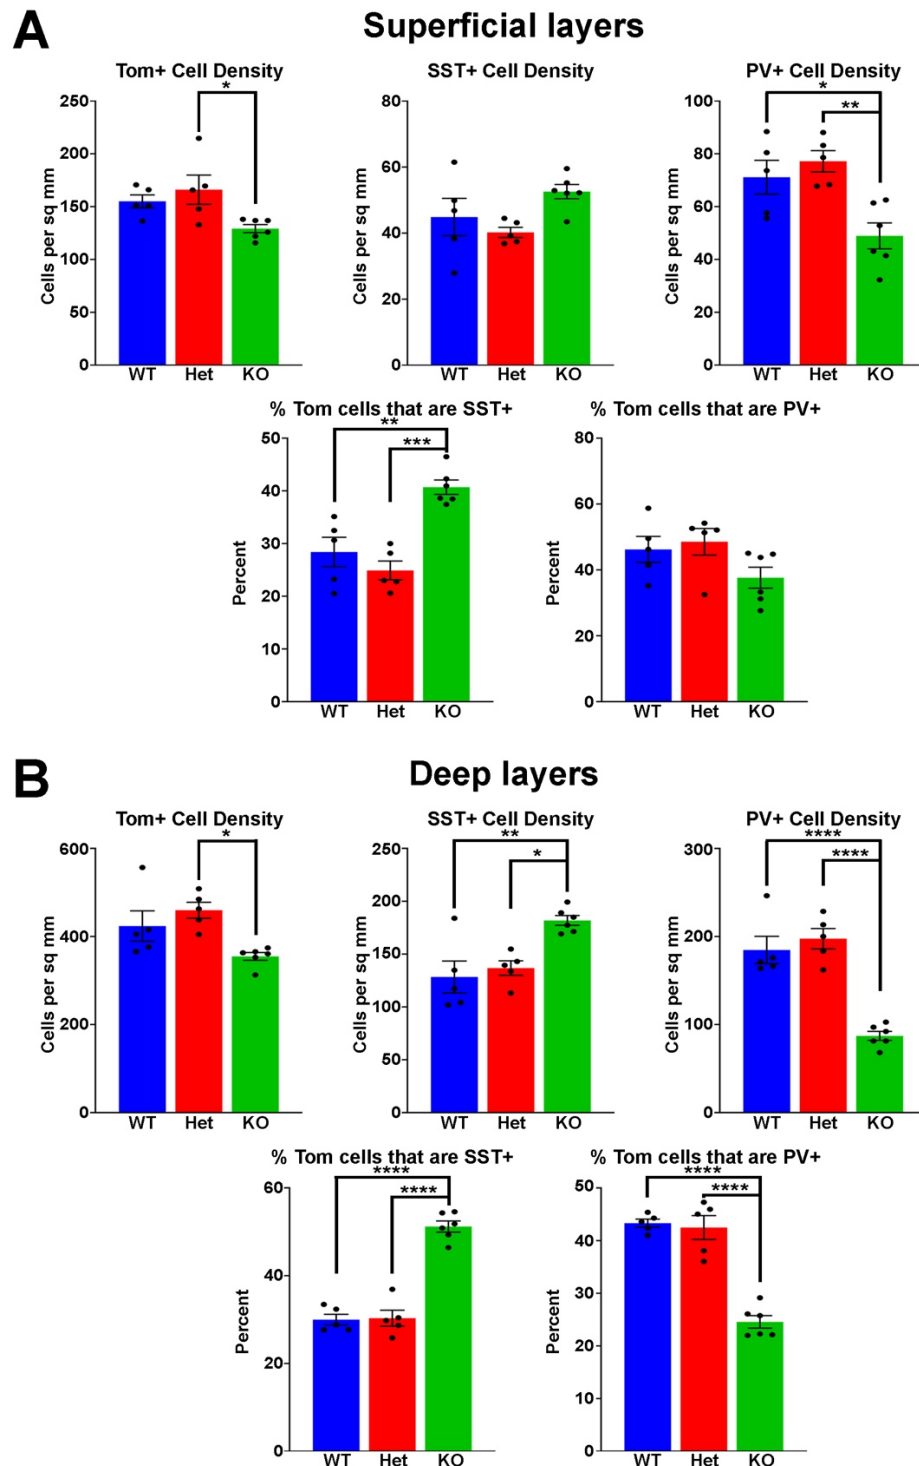 A
Superficial layers
Tom+ Cell Density
SST+ Cell Density
PV+ Cell Density
*
*
**
Cells per sq mm
250
200
150
100
50
0
WT Het KO
Cells per sq mm
80
60
40
20
0
WT Het KO
Cells per sq mm
100
80
60
40
20
0
WT Het KO
% Tom cells that are SST+
% Tom cells that are PV+
**
***
Percent
50
40
30
20
10
0
WT Het KO
Percent
80
60
40
20
0
WT Het KO
B
Deep layers
Tom+ Cell Density
SST+ Cell Density
PV+ Cell Density
*
**
*
****
****
Cells per sq mm
600
400
200
0
WT Het KO
Cells per sq mm
250
200
150
100
50
0
WT Het KO
Cells per sq mm
300
200
100
0
WT Het KO
% Tom cells that are SST+
% Tom cells that are PV+
****
****
****
****
Percent
60
40
20
0
WT Het KO
Percent
50
40
30
20
10
0
WT Het KO